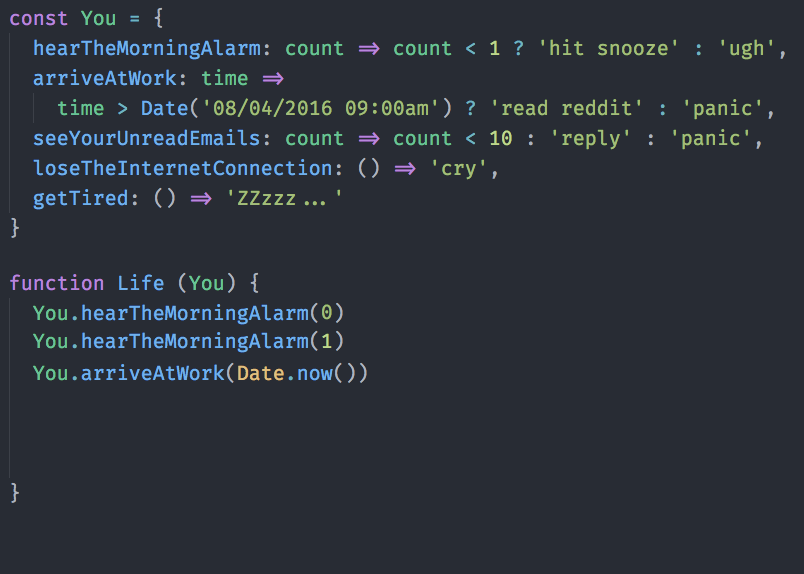 const You = {
hearTheMorningAlarm: count => count < 1 ? 'hit snooze' : 'ugh',
arriveAtWork: time =>
time > Date('08/04/2016 09:00am') ? 'read reddit' : 'panic',
seeYourUnreadEmails: count => count < 10 : 'reply' : 'panic',
loseTheInternetConnection: () => 'cry',
getTired: () => 'ZZzzz...'
}
function Life (You) {
You.hearTheMorningAlarm(0)
You.hearTheMorningAlarm(1)
You.arriveAtWork(Date.now())
}